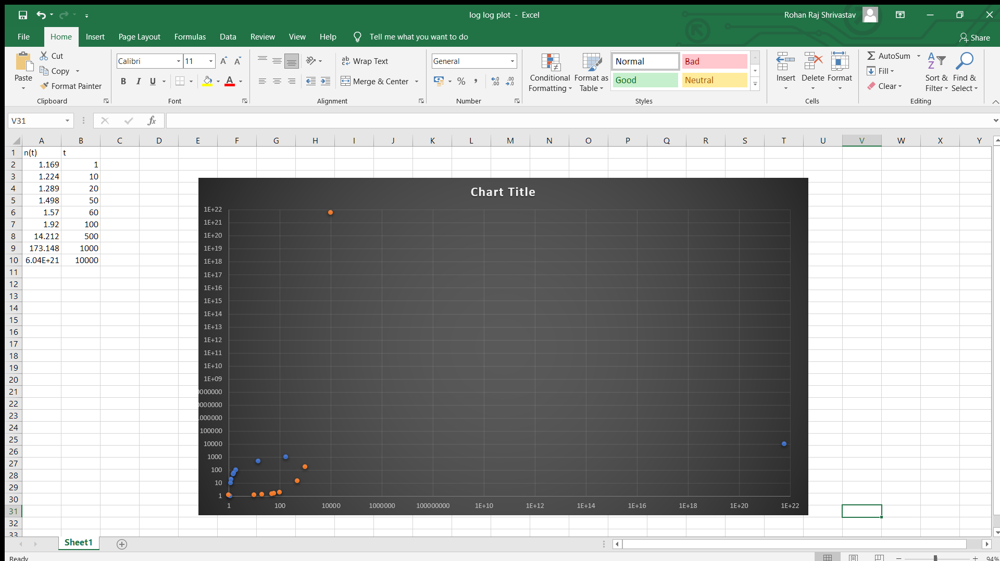 log log plot - Excel
Rohan Raj Shrivastav
File Home Insert Page Layout Formulas Data Review View Help Tell me what you want to do Share
Paste
Cut
Copy
Format Painter
Clipboard
Calibri 11
B I U A
Font
Wrap Text
Merge & Center
Alignment
General
% ,
Number
Conditional Formatting
Format as Table
Normal Bad
Good Neutral
Styles
Insert Delete Format
Cells
AutoSum
Fill
Clear
Sort & Filter
Find & Select
Editing
V31 fx
A B C D E F G H I J K L M N O P Q R S T U V W X Y
1 n(t) t
2 1.169 1
3 1.224 10
4 1.289 20
5 1.498 50
6 1.57 60
7 1.92 100
8 14.212 500
9 173.148 1000
10 6.04E+21 10000
11
12
13
14
15
16
17
18
19
20
21
22
23
24
25
26
27
28
29
30
31
32
33
Chart Title
1E+22
1E+21
1E+20
1E+19
1E+18
1E+17
1E+16
1E+15
1E+14
1E+13
1E+12
1E+11
1E+10
1E+09
100000
10000
1000
100
10
1
1 100 10000 1000000 100000000 1E+10 1E+12 1E+14 1E+16 1E+18 1E+20 1E+22
Sheet1
Ready
94%